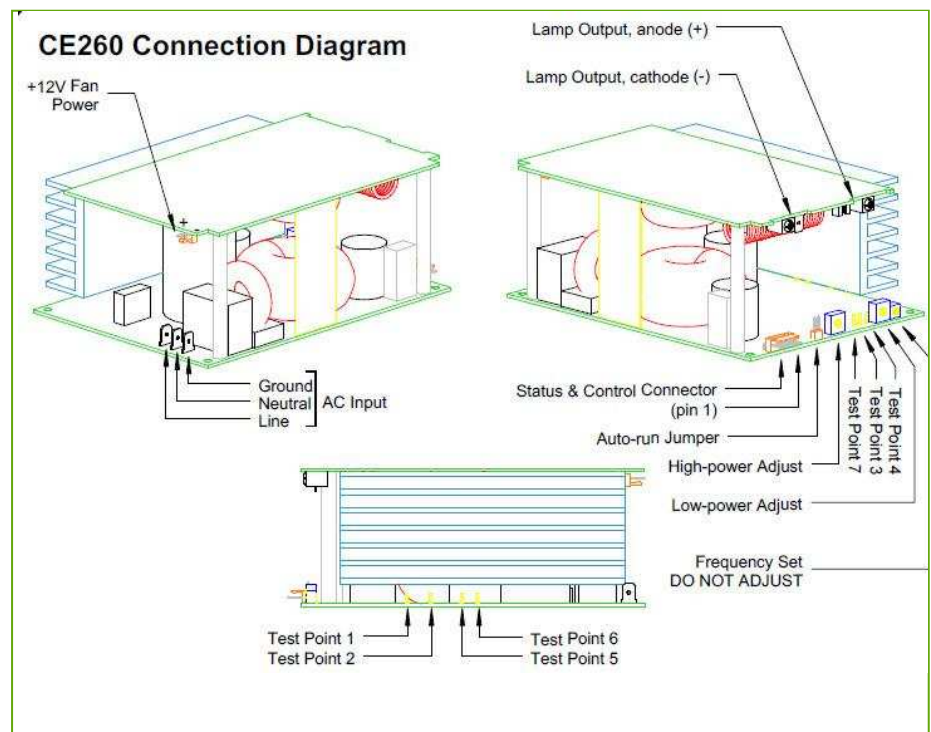 CE260 Connection Diagram
Lamp Output, anode (+)
Lamp Output, cathode (-)
+12V Fan
Power
+
-
Ground
Neutral
Line
AC Input
Status & Control Connector
(pin 1)
Auto-run Jumper
High-power Adjust
Low-power Adjust
Test Point 7
Test Point 3
Test Point 4
Frequency Set
DO NOT ADJUST
Test Point 1
Test Point 2
Test Point 6
Test Point 5